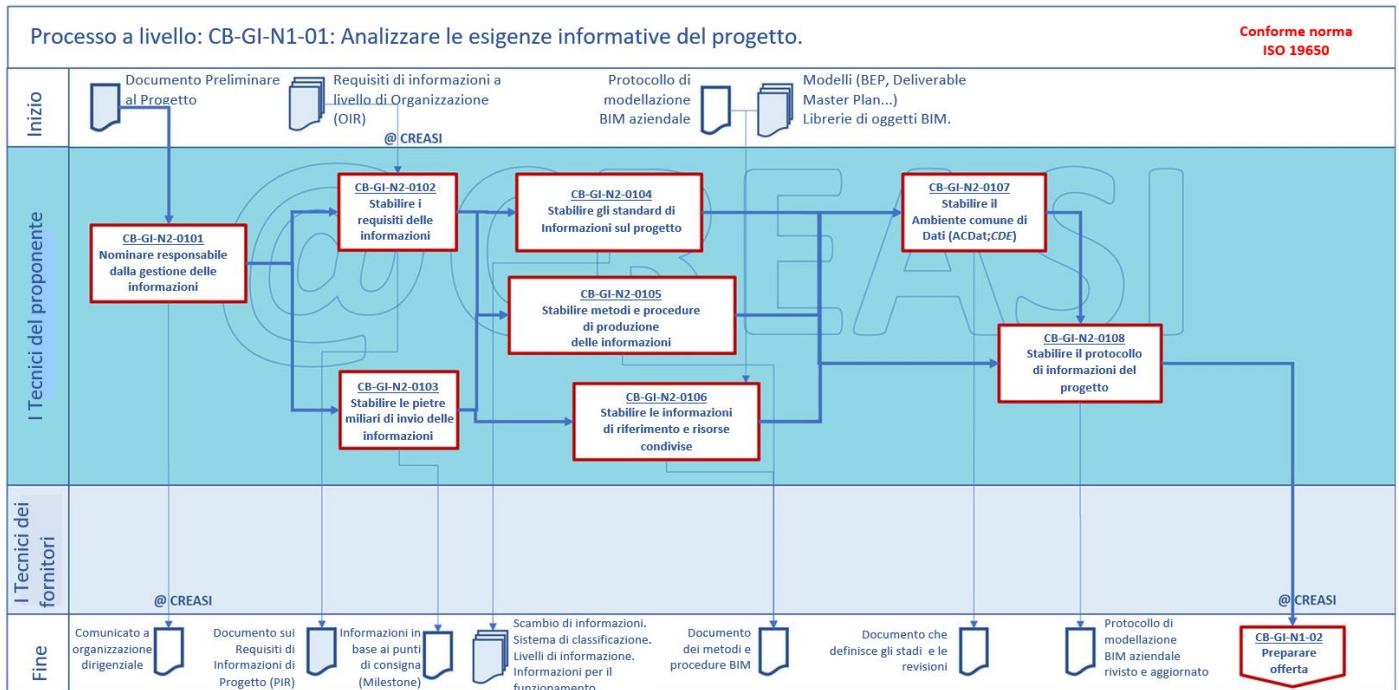 Processo a livello: CB-GI-N1-01: Analizzare le esigenze informative del progetto.
Conforme norma
ISO 19650
Inizio
Documento Preliminare
al Progetto
Requisiti di informazioni a
livello di Organizzazione
(OIR)
@ CREASI
Protocollo di
modellazione
BIM aziendale
Modelli (BEP, Deliverable
Master Plan...)
Librerie di oggetti BIM.
I Tecnici del proponente
@CREASI
CB-GI-N2-0101
Nominare responsabile
dalla gestione delle
informazioni
CB-GI-N2-0102
Stabilire i
requisiti delle
informazioni
CB-GI-N2-0103
Stabilire le pietre
miliari di invio delle
informazioni
CB-GI-N2-0104
Stabilire gli standard di
Informazioni sul progetto
CB-GI-N2-0105
Stabilire metodi e procedure
di produzione
delle informazioni
CB-GI-N2-0106
Stabilire le informazioni
di riferimento e risorse
condivise
CB-GI-N2-0107
Stabilire il
Ambiente comune di
Dati (ACDat;CDE)
CB-GI-N2-0108
Stabilire il protocollo
di informazioni del
progetto
I Tecnici dei
fornitori
@ CREASI
@ CREASI
Fine
Comunicato a
organizzazione
dirigenziale
Documento sui
Requisiti di
Informazioni di
Progetto (PIR)
Informazioni in
base ai punti
di consigna
(Milestone)
Scambio di informazioni.
Sistema di classificazione.
Livelli di informazione.
Informazioni per il
funzionamento
Documento
dei metodi e
procedure BIM
Documento che
definisce gli stadi e le
revisioni
Protocollo di
modellazione
BIM aziendale
rivisto e aggiornato
CB-GI-N1-02
Preparare
offerta